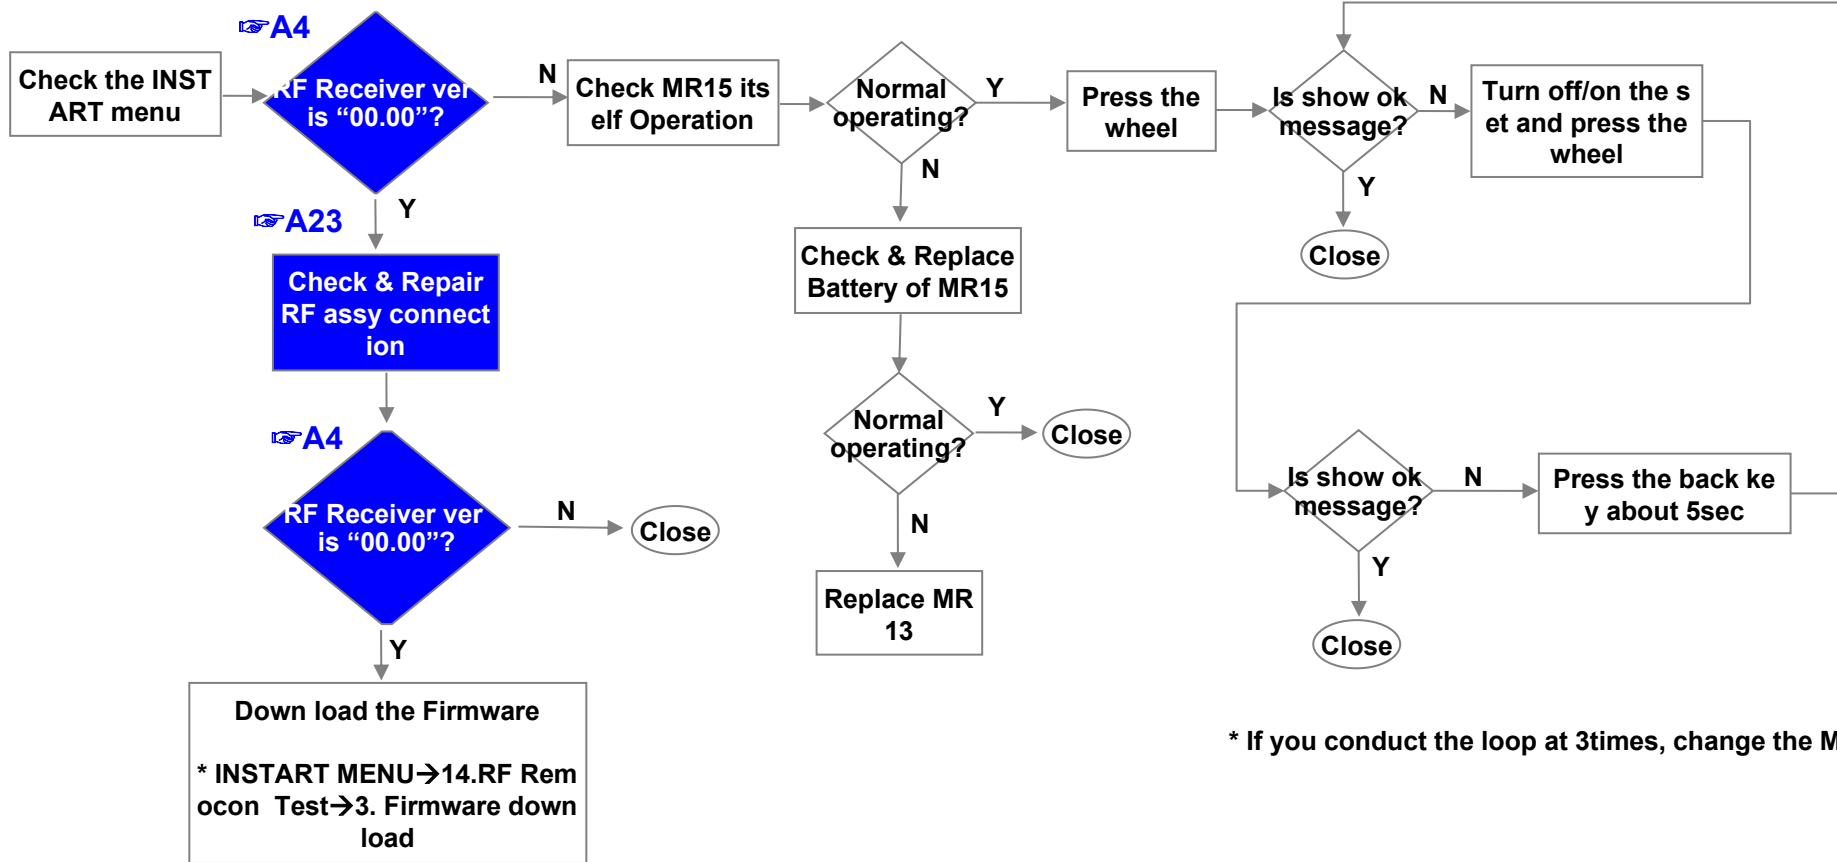 ☞A4
Check the INST
ART menu
RF Receiver ver
is “00.00”?
N
Check MR15 its
elf Operation
Normal
operating?
Y
Press the
wheel
Is show ok
message?
N
Turn off/on the s
et and press the
wheel
Y
N
Y
☞A23
Close
Check & Repair
RF assy connect
ion
Check & Replace
Battery of MR15
☞A4
RF Receiver ver
is “00.00”?
N
Close
Normal
operating?
Y
Close
N
Replace MR
13
Is show ok
message?
N
Press the back ke
y about 5sec
Y
Close
Y
Down load the Firmware
* INSTART MENU→14.RF Rem
ocon Test→3. Firmware down
load
* If you conduct the loop at 3times, change the M